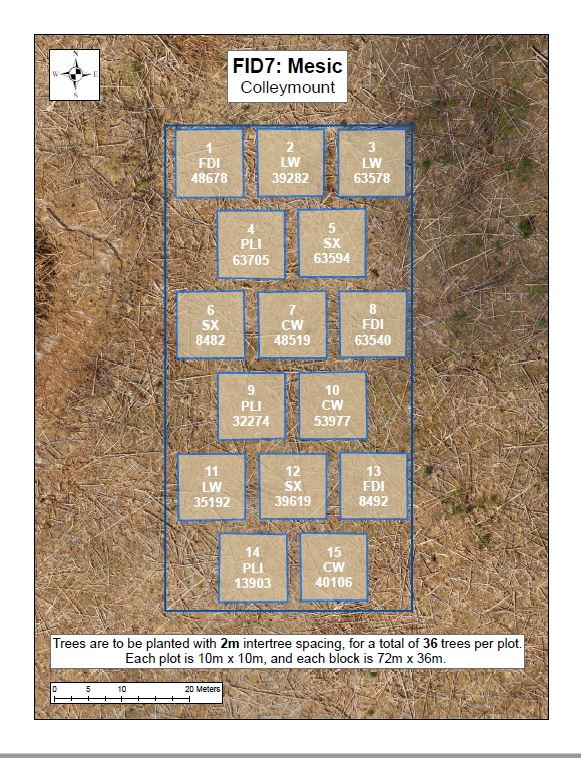 N
W E
S
FID7: Mesic
Colleymount
1
FDI
48678
2
LW
39282
3
LW
63578
4
PLI
63705
5
SX
63594
6
SX
8482
7
CW
48519
8
FDI
63540
9
PLI
32274
10
CW
53977
11
LW
35192
12
SX
39619
13
FDI
8492
14
PLI
13903
15
CW
40106
Trees are to be planted with 2m intertree spacing, for a total of 36 trees per plot.
Each plot is 10m x 10m, and each block is 72m x 36m.
0 5 10 20 Meters